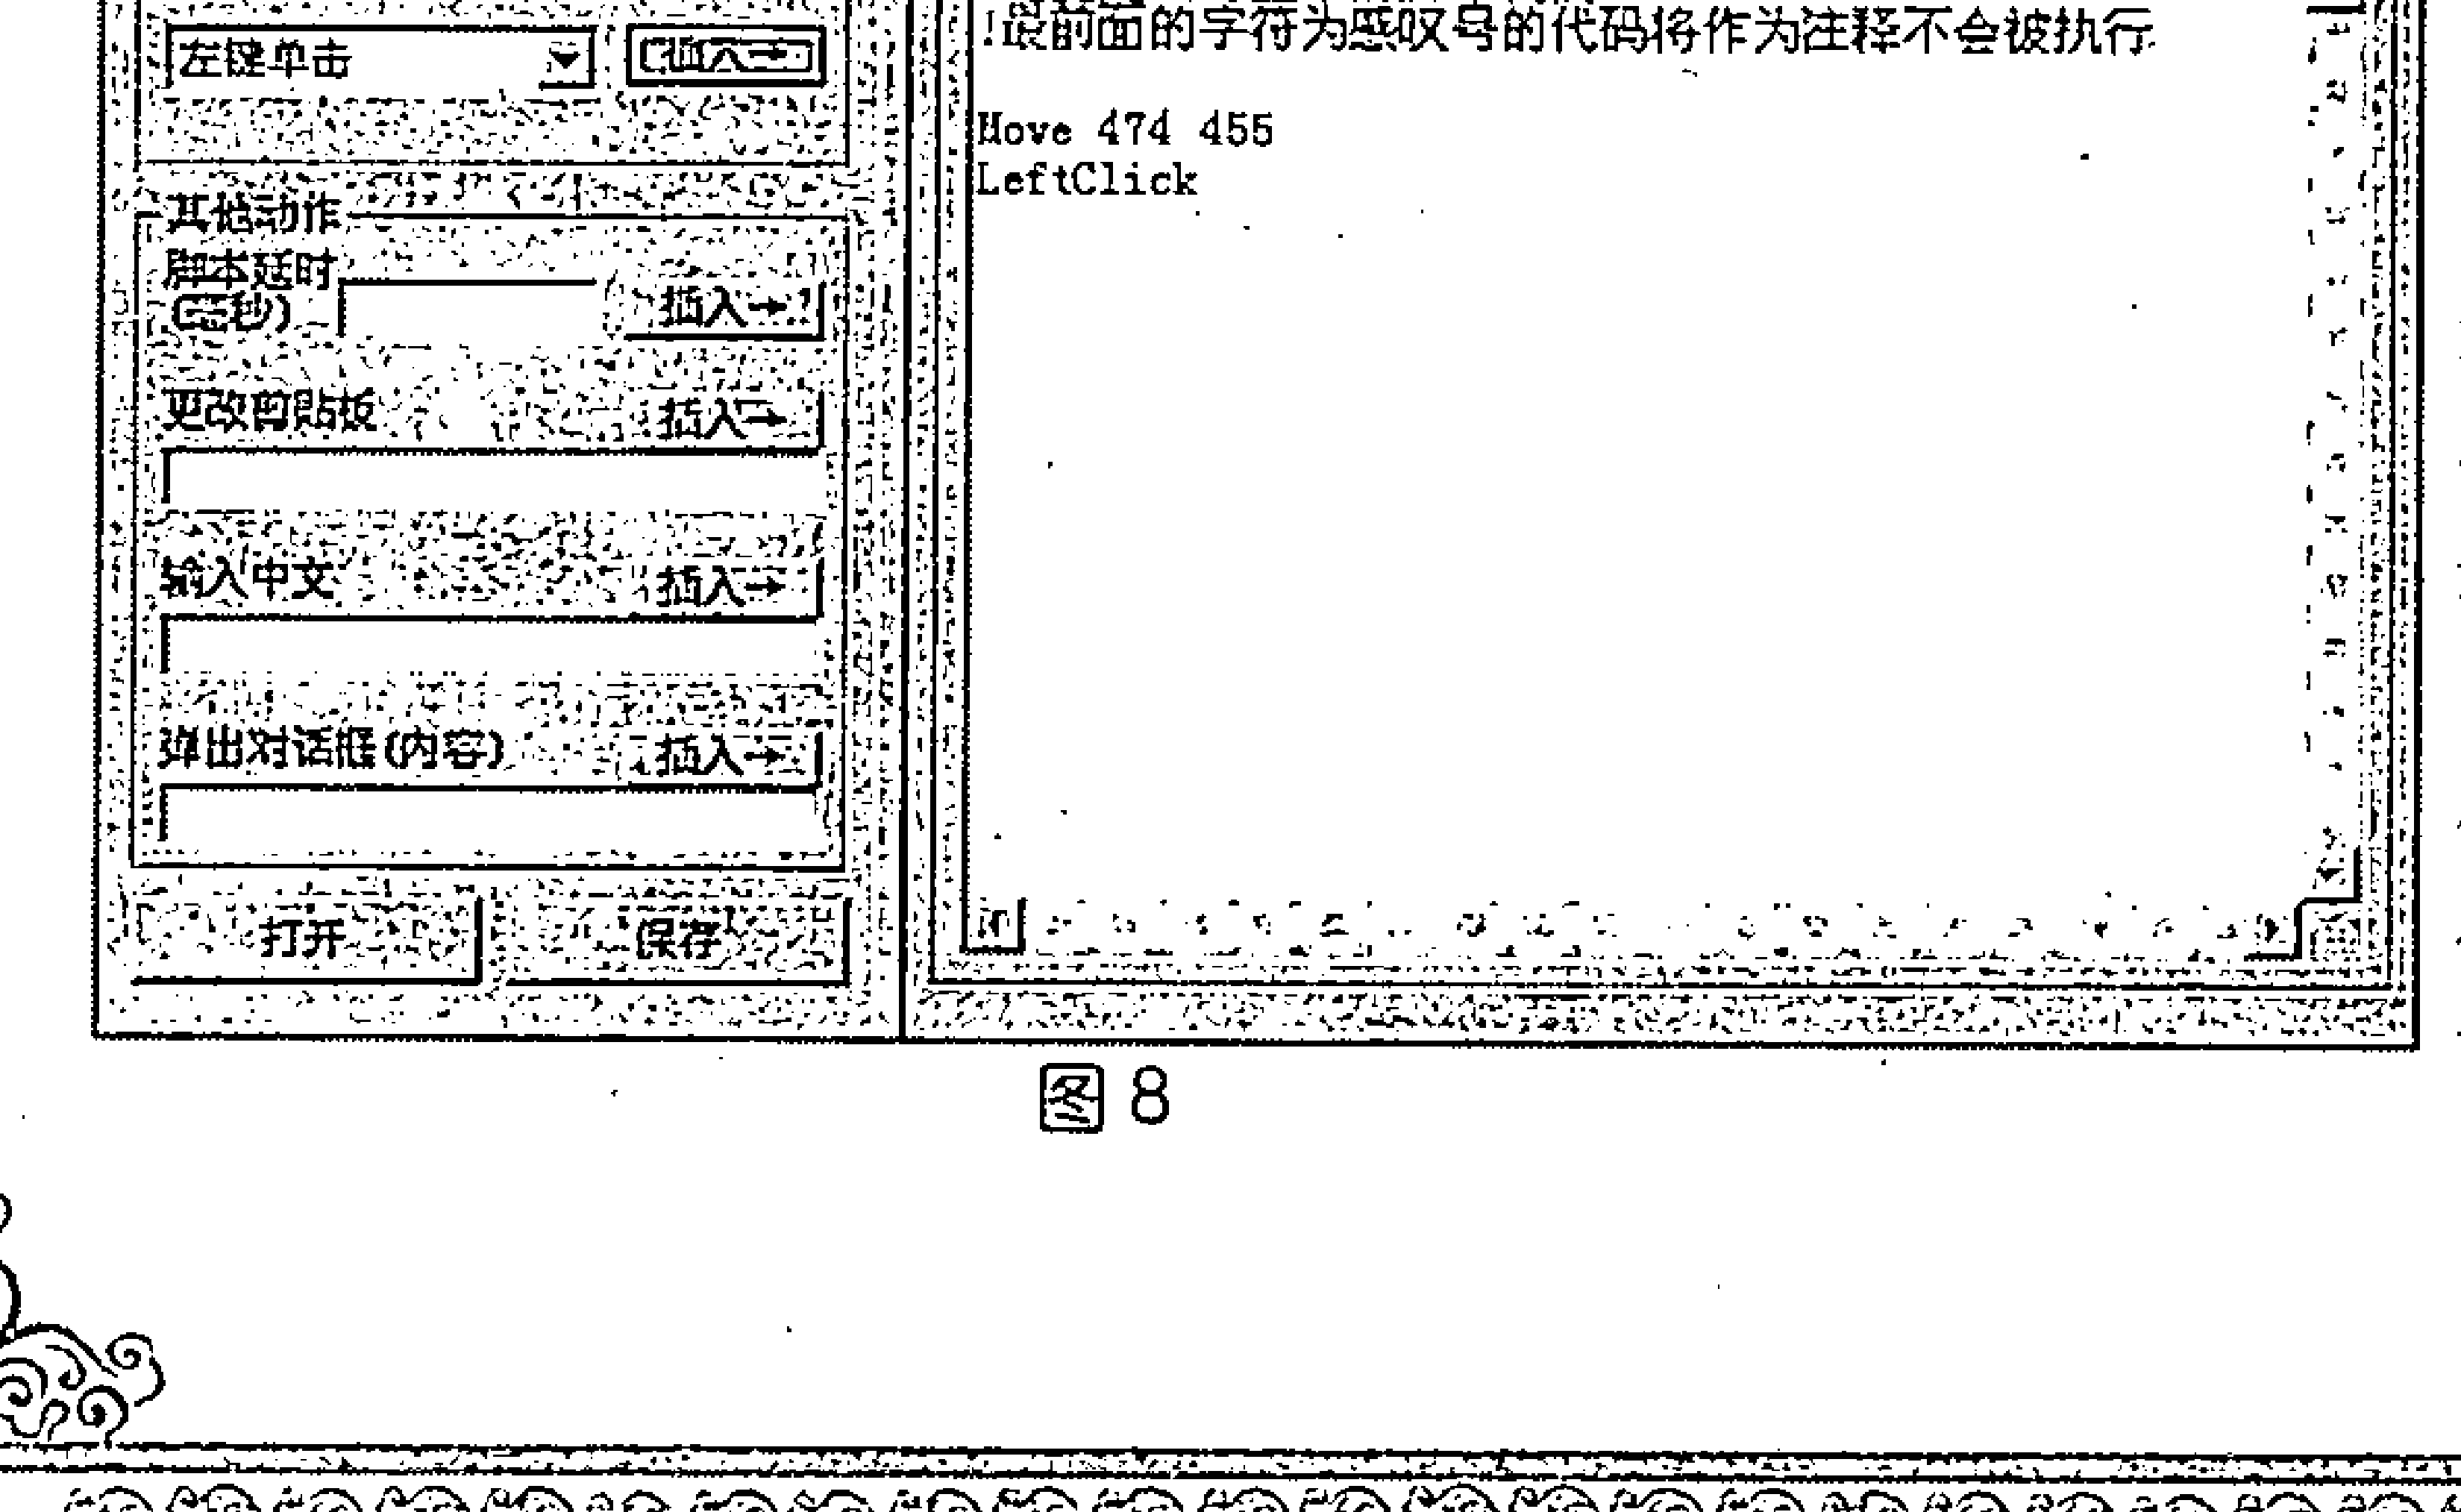 左键单击
插入→
其他动作
脚本延时
(毫秒)
插入→
更改剪贴板
插入→
输入中文
插入→
弹出对话框(内容)
插入→
打开
保存
!最前面的字符为感叹号的代码将作为注释不会被执行
Move 474 455
LeftClick
图 8